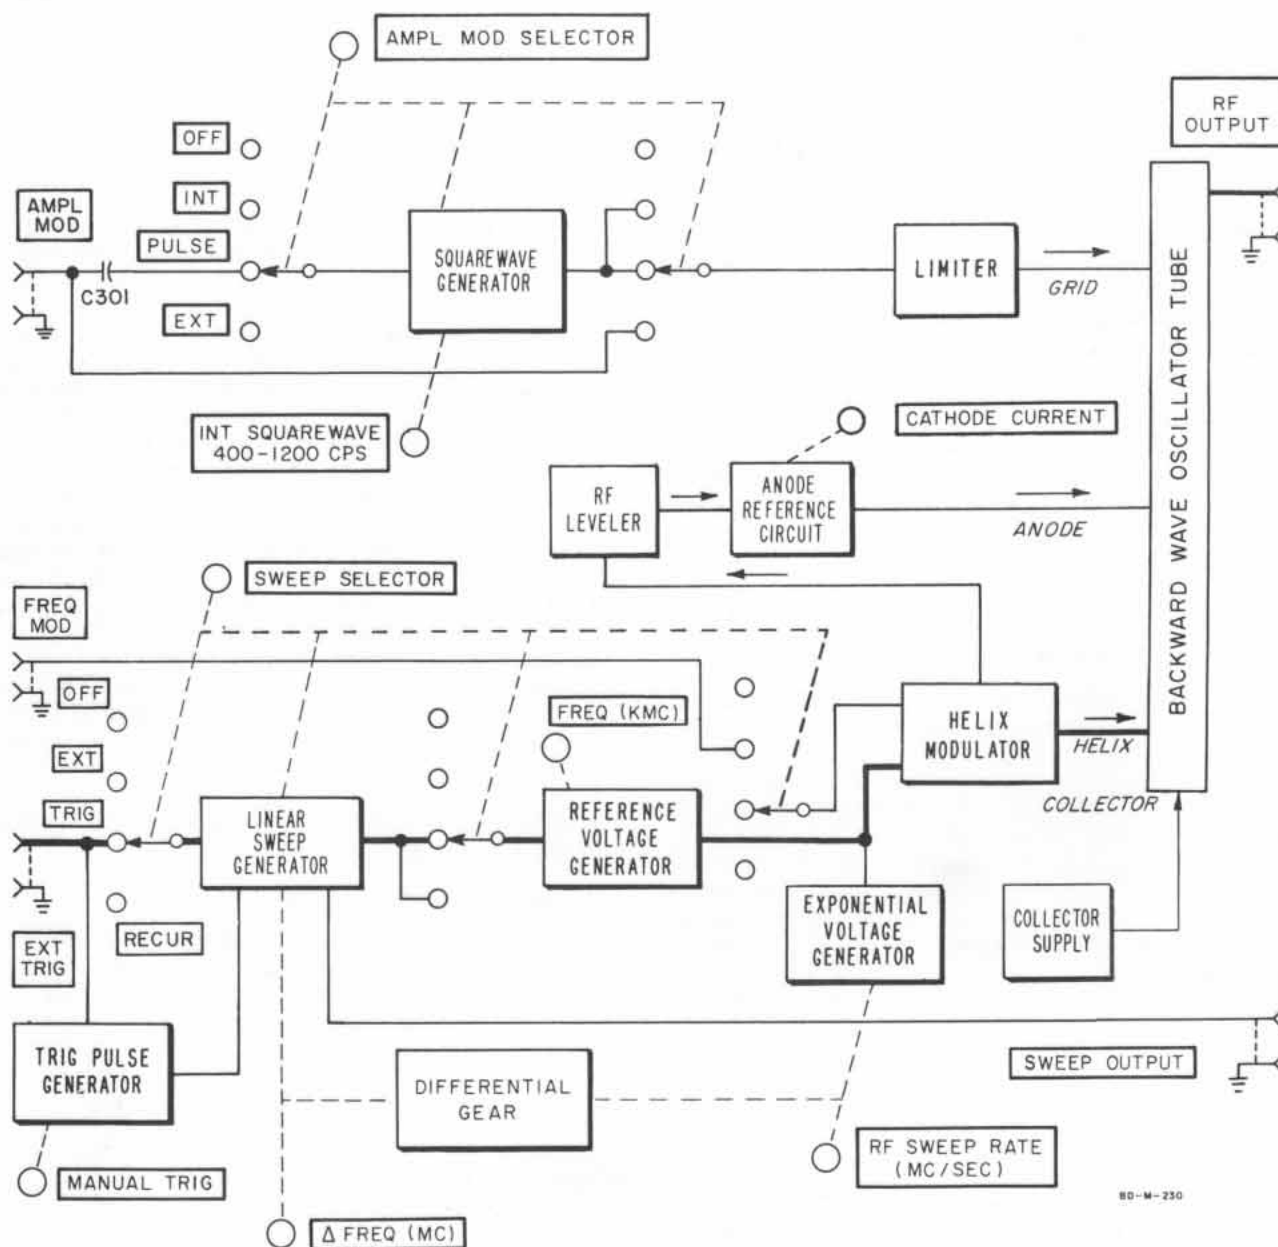 AMPL MOD SELECTOR
RF
OUTPUT
OFF
INT
AMPL
MOD
PULSE
C301
EXT
SQUAREWAVE
GENERATOR
LIMITER
GRID
BACKWARD WAVE OSCILLATOR TUBE
INT SQUAREWAVE
400-1200 CPS
CATHODE CURRENT
RF
LEVELER
ANODE
REFERENCE
CIRCUIT
ANODE
SWEEP SELECTOR
FREQ
MOD
OFF
EXT
TRIG
FREQ (KMC)
HELIX
MODULATOR
HELIX
COLLECTOR
LINEAR
SWEEP
GENERATOR
REFERENCE
VOLTAGE
GENERATOR
RECUR
EXT
TRIG
EXPONENTIAL
VOLTAGE
GENERATOR
COLLECTOR
SUPPLY
TRIG PULSE
GENERATOR
SWEEP OUTPUT
DIFFERENTIAL
GEAR
RF SWEEP RATE
(MC/SEC)
MANUAL TRIG
Δ FREQ (MC)
BD-M-230